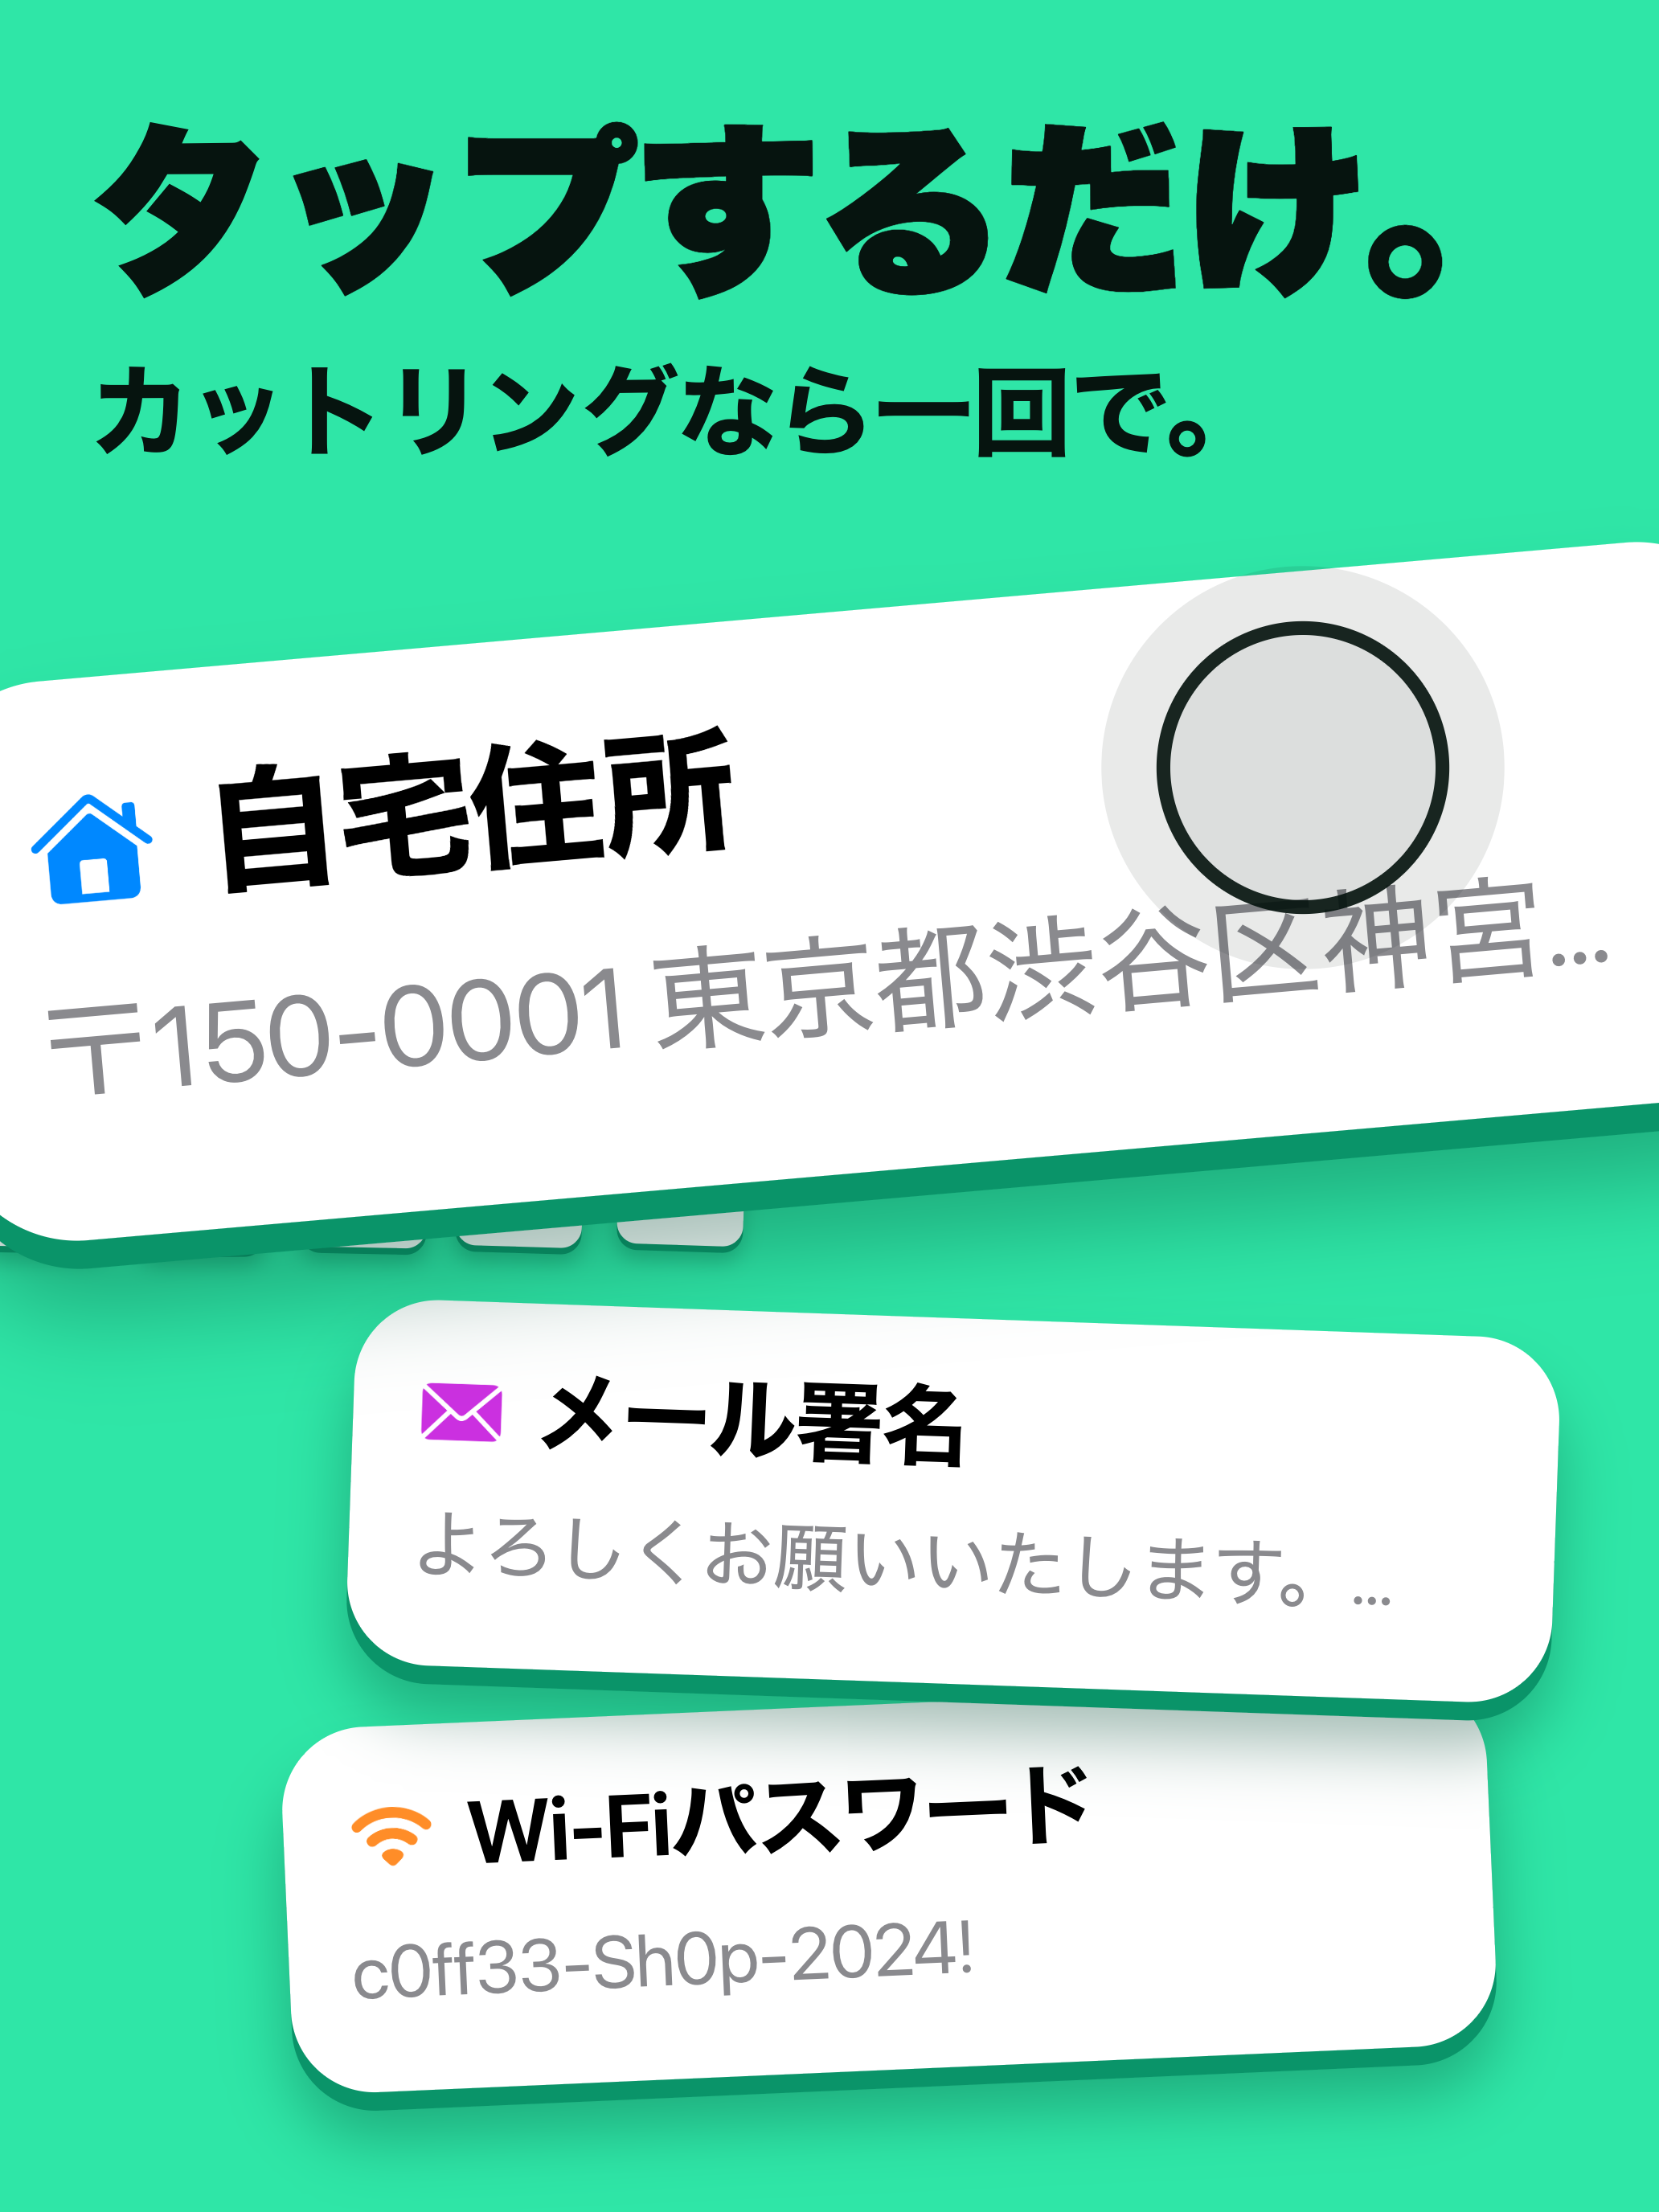 タップするだけ。
カットリングなら一回で。
自宅住所
〒150-0001 東京都渋谷区神宮...
メール署名
よろしくお願いいたします。...
Wi-Fiパスワード
c0ff33-Sh0p-2024!